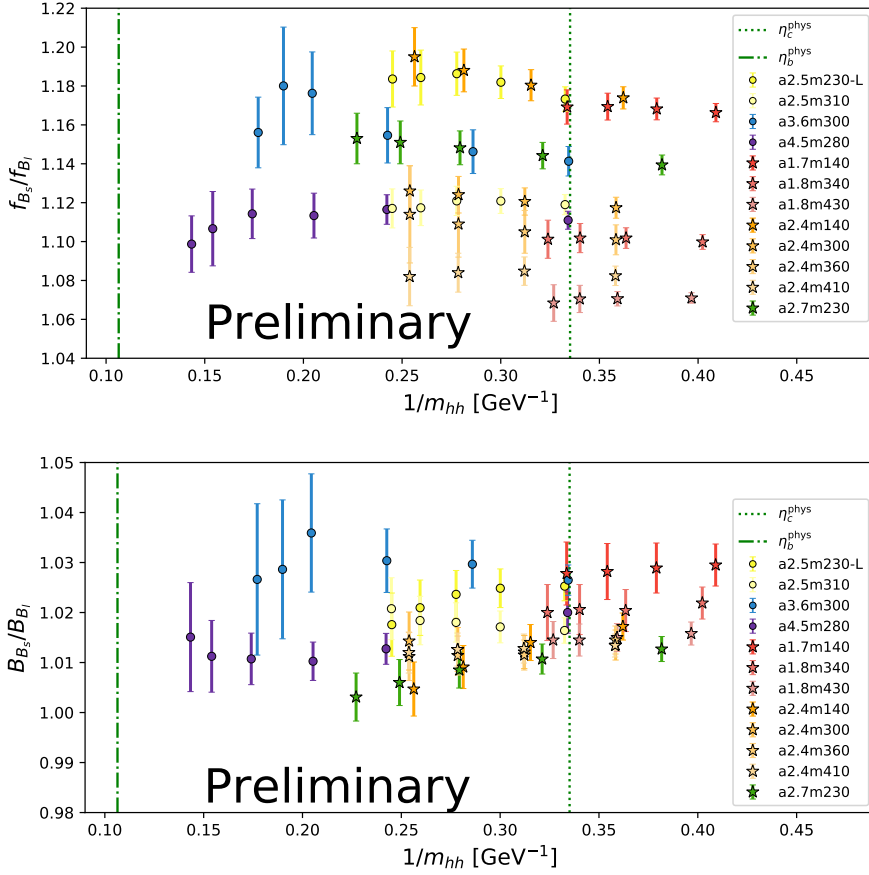 f_{B_s}/f_{B_l}
1.22
1.20
1.18
1.16
1.14
1.12
1.10
1.08
1.06
1.04
Preliminary
η_c^{phys}
η_b^{phys}
a2.5m230-L
a2.5m310
a3.6m300
a4.5m280
a1.7m140
a1.8m340
a1.8m430
a2.4m140
a2.4m300
a2.4m360
a2.4m410
a2.7m230
0.10 0.15 0.20 0.25 0.30 0.35 0.40 0.45
1/m_{hh} [GeV^{-1}]
B_{B_s}/B_{B_l}
1.05
1.04
1.03
1.02
1.01
1.00
0.99
0.98
Preliminary
η_c^{phys}
η_b^{phys}
a2.5m230-L
a2.5m310
a3.6m300
a4.5m280
a1.7m140
a1.8m340
a1.8m430
a2.4m140
a2.4m300
a2.4m360
a2.4m410
a2.7m230
0.10 0.15 0.20 0.25 0.30 0.35 0.40 0.45
1/m_{hh} [GeV^{-1}]